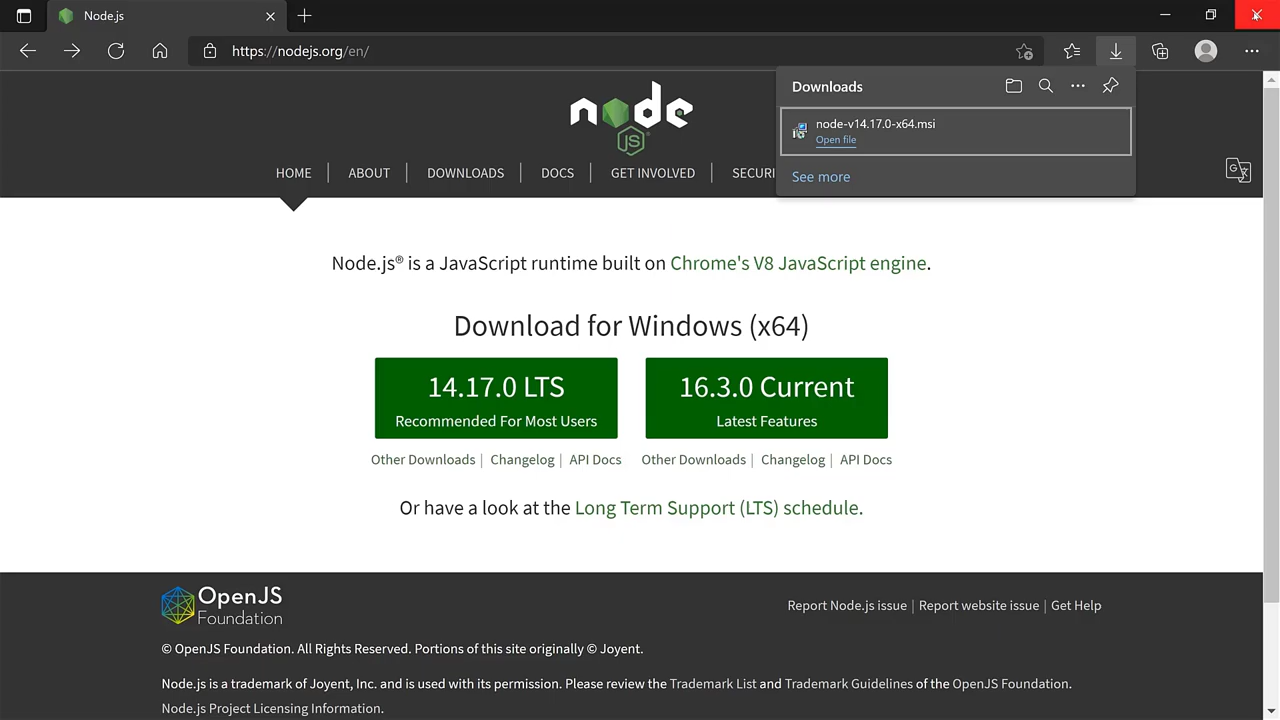 Node.js
https://nodejs.org/en/
Downloads
node-v14.17.0-x64.msi
Open file
See more
node
JS
HOME
ABOUT
DOWNLOADS
DOCS
GET INVOLVED
SECURI
Node.js® is a JavaScript runtime built on Chrome's V8 JavaScript engine.
Download for Windows (x64)
14.17.0 LTS
Recommended For Most Users
16.3.0 Current
Latest Features
Other Downloads | Changelog | API Docs
Other Downloads | Changelog | API Docs
Or have a look at the Long Term Support (LTS) schedule.
OpenJS
Foundation
Report Node.js issue | Report website issue | Get Help
© OpenJS Foundation. All Rights Reserved. Portions of this site originally © Joyent.
Node.js is a trademark of Joyent, Inc. and is used with its permission. Please review the Trademark List and Trademark Guidelines of the OpenJS Foundation.
Node.js Project Licensing Information.